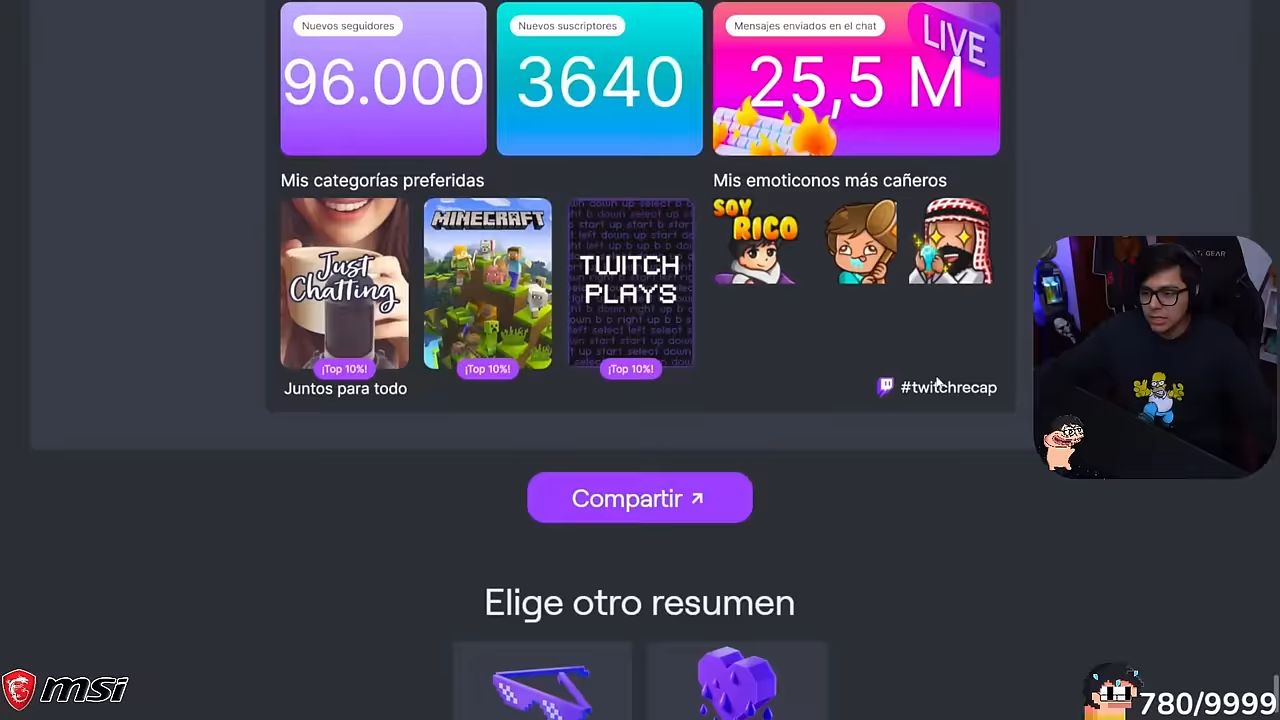 Nuevos seguidores
96.000
Nuevos suscriptores
3640
Mensajes enviados en el chat
25,5 M
LIVE
Mis categorías preferidas
Mis emoticonos más cañeros
Just
Chatting
¡Top 10%!
MINECRAFT
¡Top 10%!
TWITCH
PLAYS
¡Top 10%!
SOY
RICO
Juntos para todo
#twitchrecap
GEAR
Compartir
Elige otro resumen
msi
780/9999